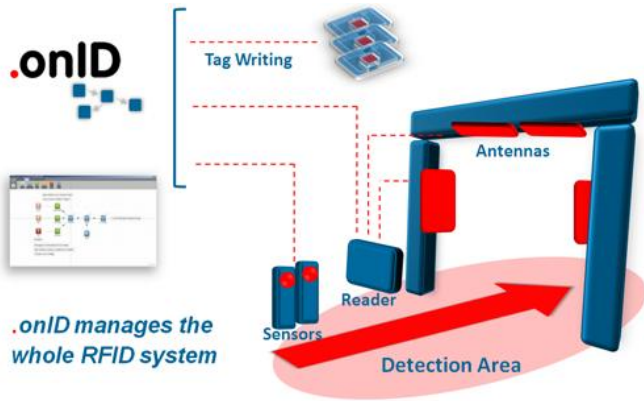 .onID
Tag Writing
Antennas
Reader
Sensors
.onID manages the
whole RFID system
Detection Area